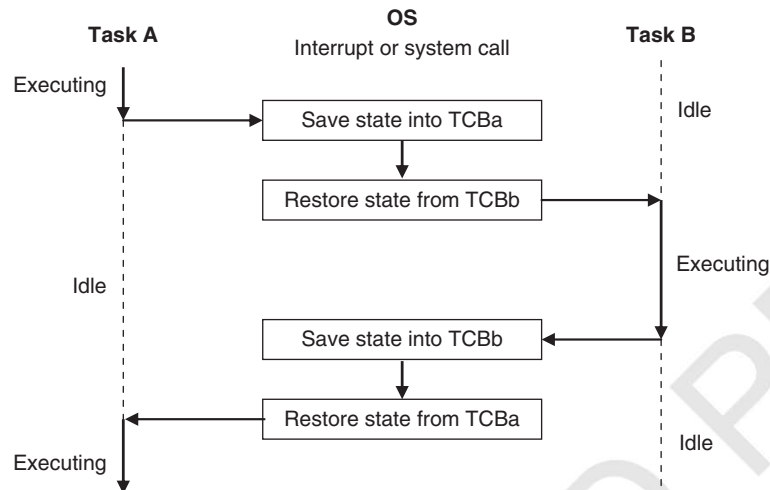 OS
Task A
Interrupt or system call
Task B
Executing
Save state into TCBa
Idle
Restore state from TCBb
Idle
Executing
Save state into TCBb
Restore state from TCBa
Idle
Executing